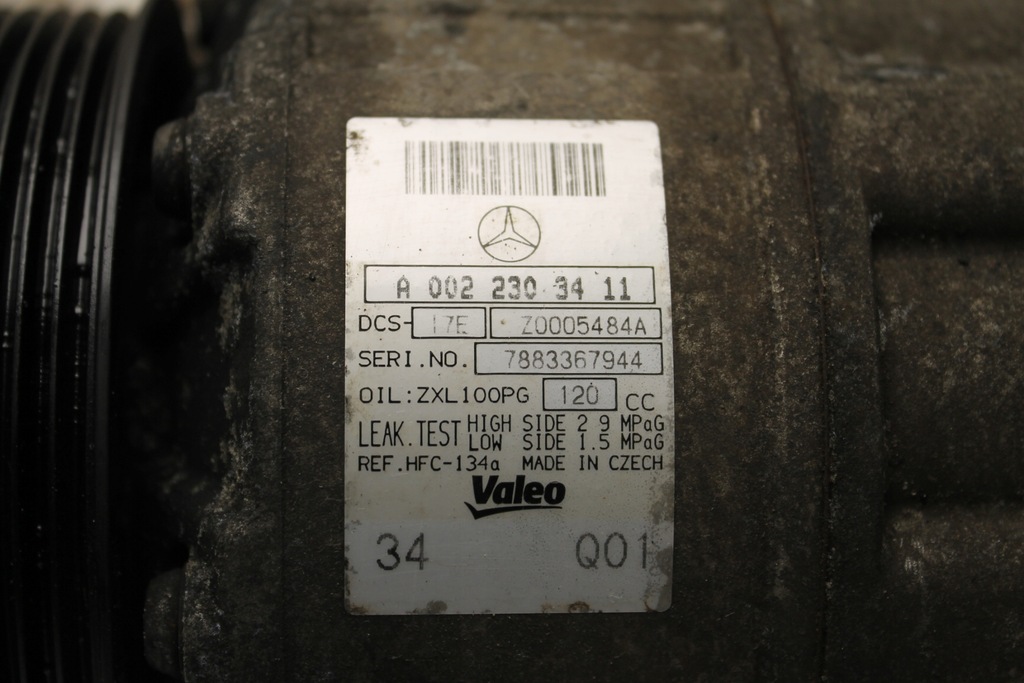 A 002 230 34 11
DCS-17E Z0005484A
SERI.NO. 7883367944
OIL:ZXL100PG 120 CC
LEAK.TEST HIGH SIDE 2 9 MPaG
LOW SIDE 1.5 MPaG
REF.HFC-134a MADE IN CZECH
Valeo
34 Q01